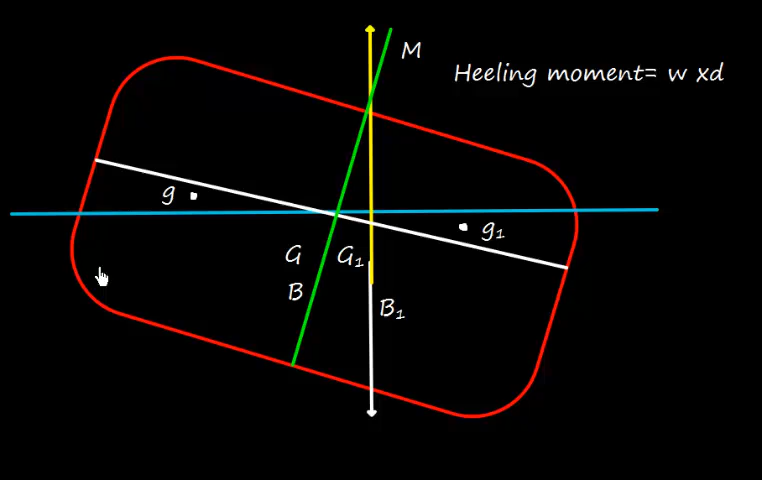 M
Heeling moment= w xd
g
g₁
G
G₁
B
B₁